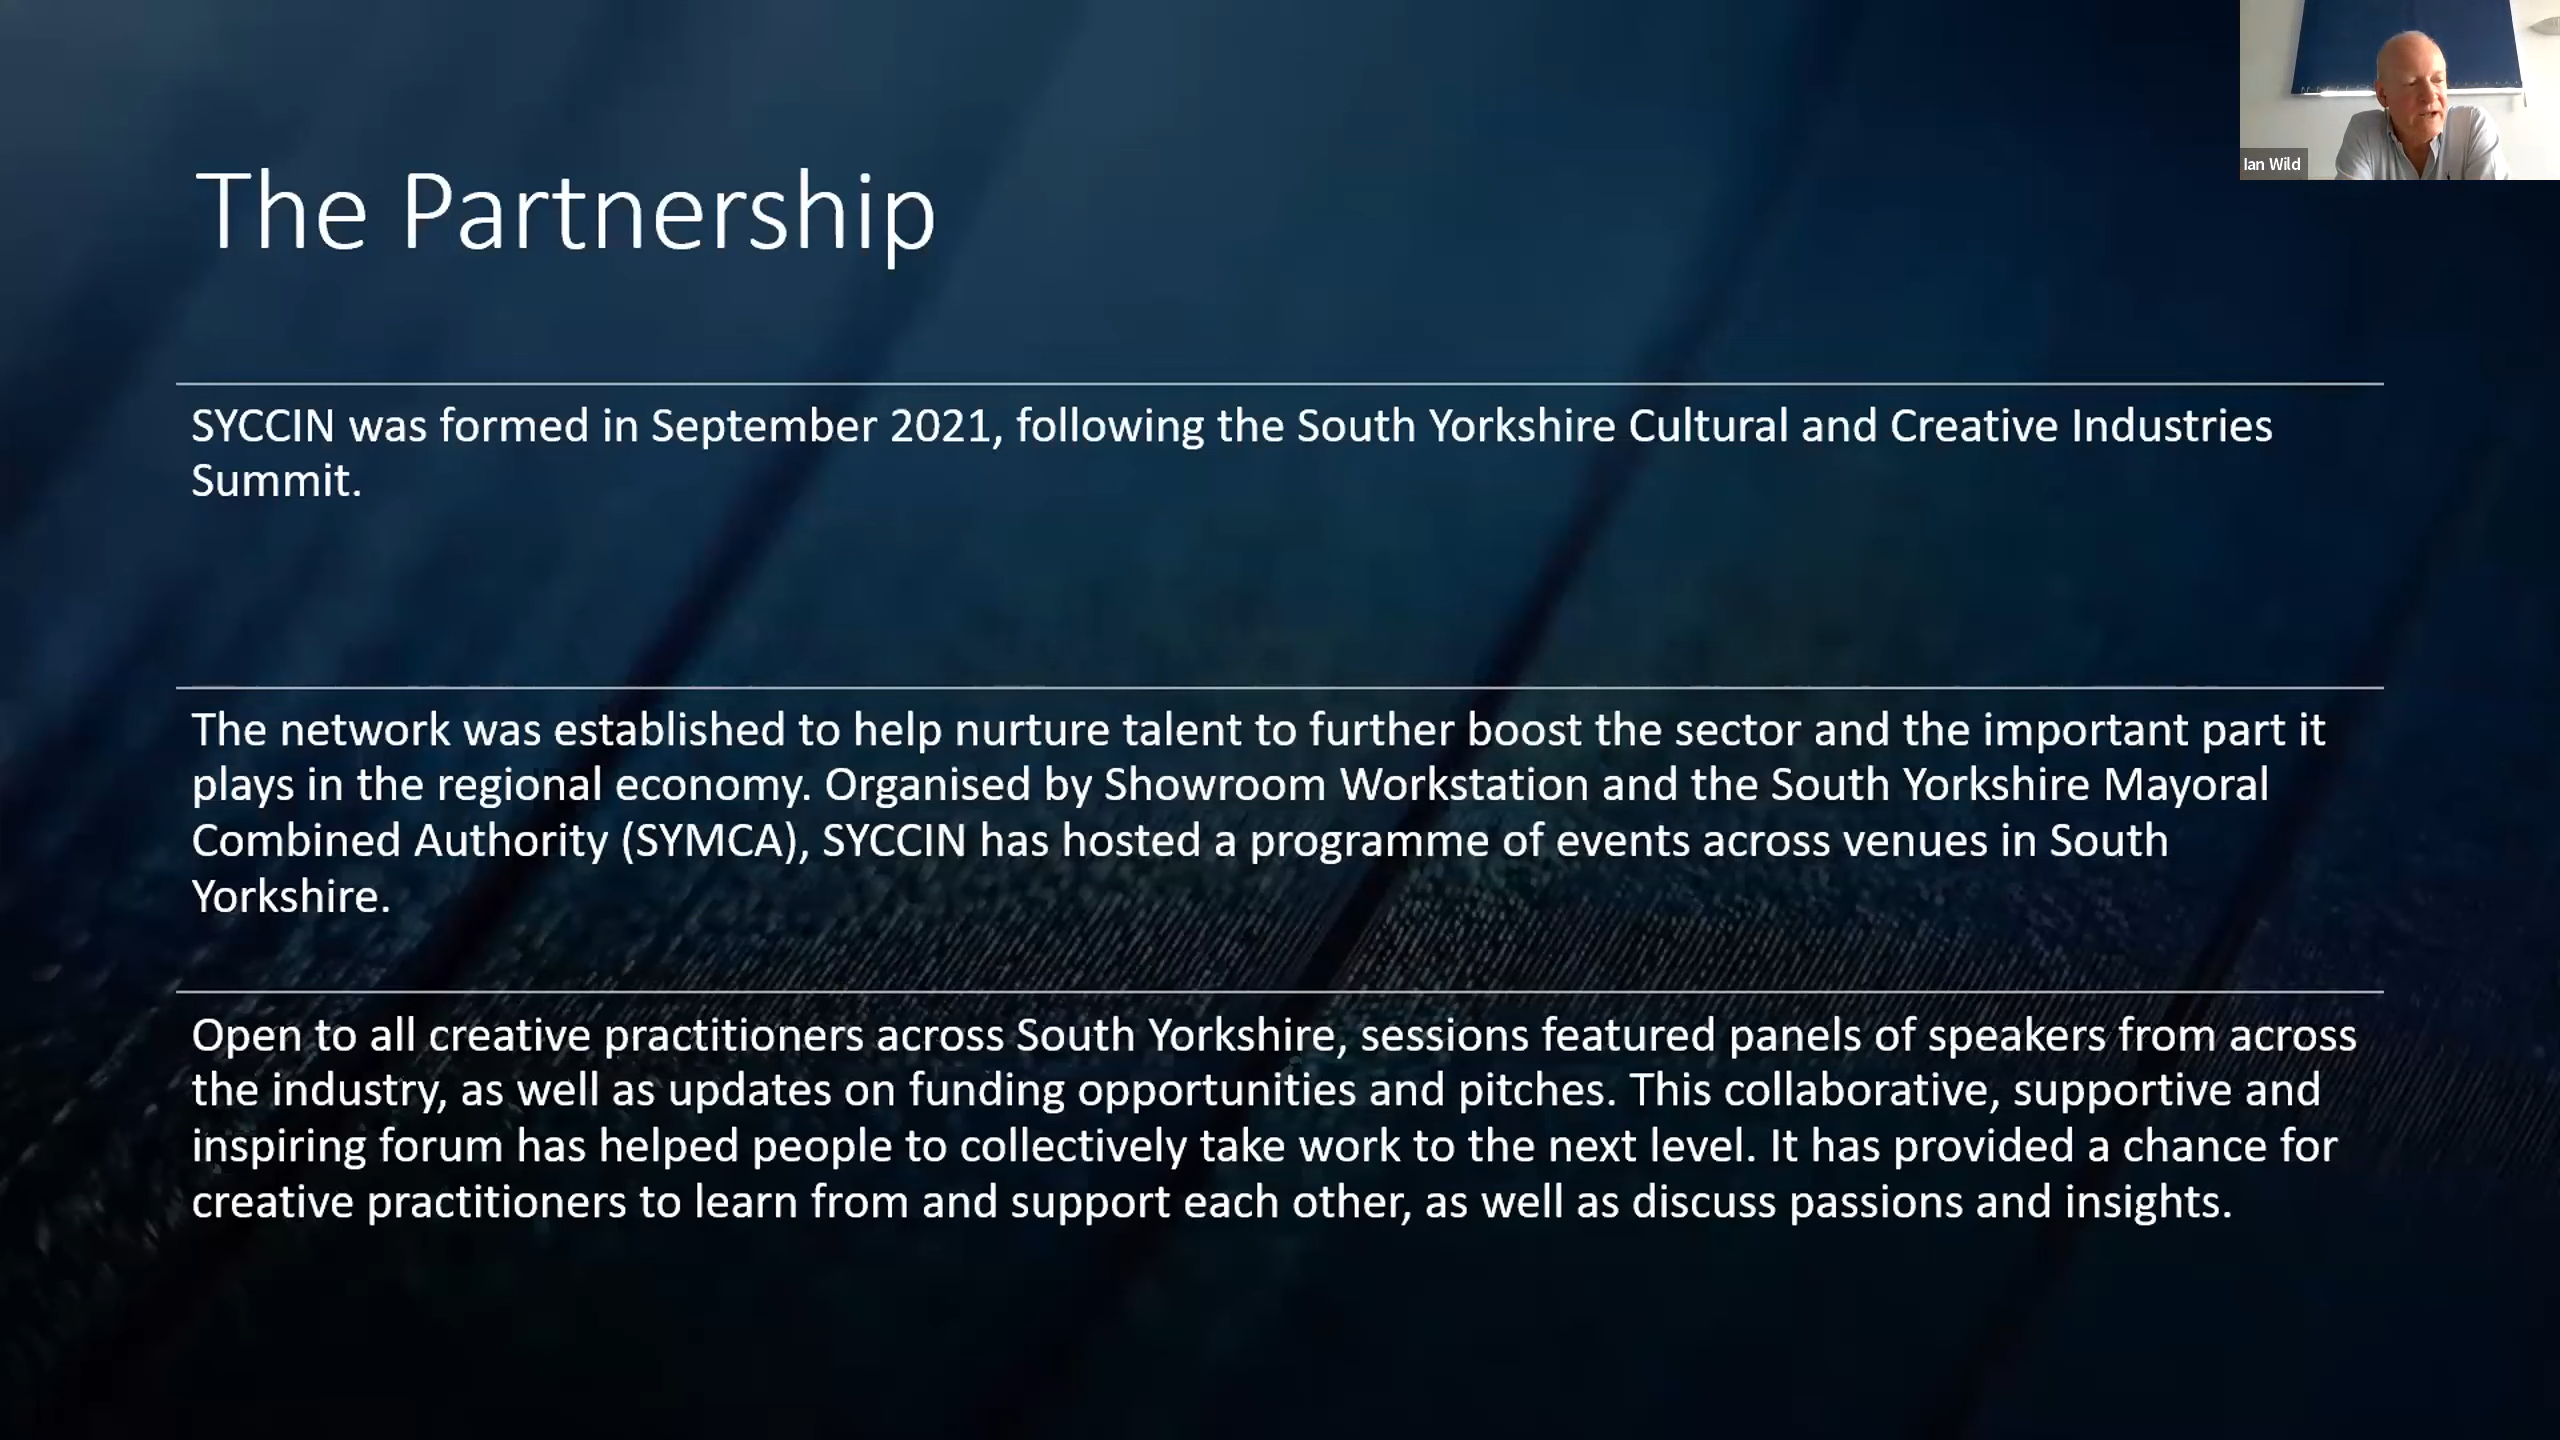 The Partnership
Ian Wild
SYCCIN was formed in September 2021, following the South Yorkshire Cultural and Creative Industries
Summit.
The network was established to help nurture talent to further boost the sector and the important part it
plays in the regional economy. Organised by Showroom Workstation and the South Yorkshire Mayoral
Combined Authority (SYMCA), SYCCIN has hosted a programme of events across venues in South
Yorkshire.
Open to all creative practitioners across South Yorkshire, sessions featured panels of speakers from across
the industry, as well as updates on funding opportunities and pitches. This collaborative, supportive and
inspiring forum has helped people to collectively take work to the next level. It has provided a chance for
creative practitioners to learn from and support each other, as well as discuss passions and insights.